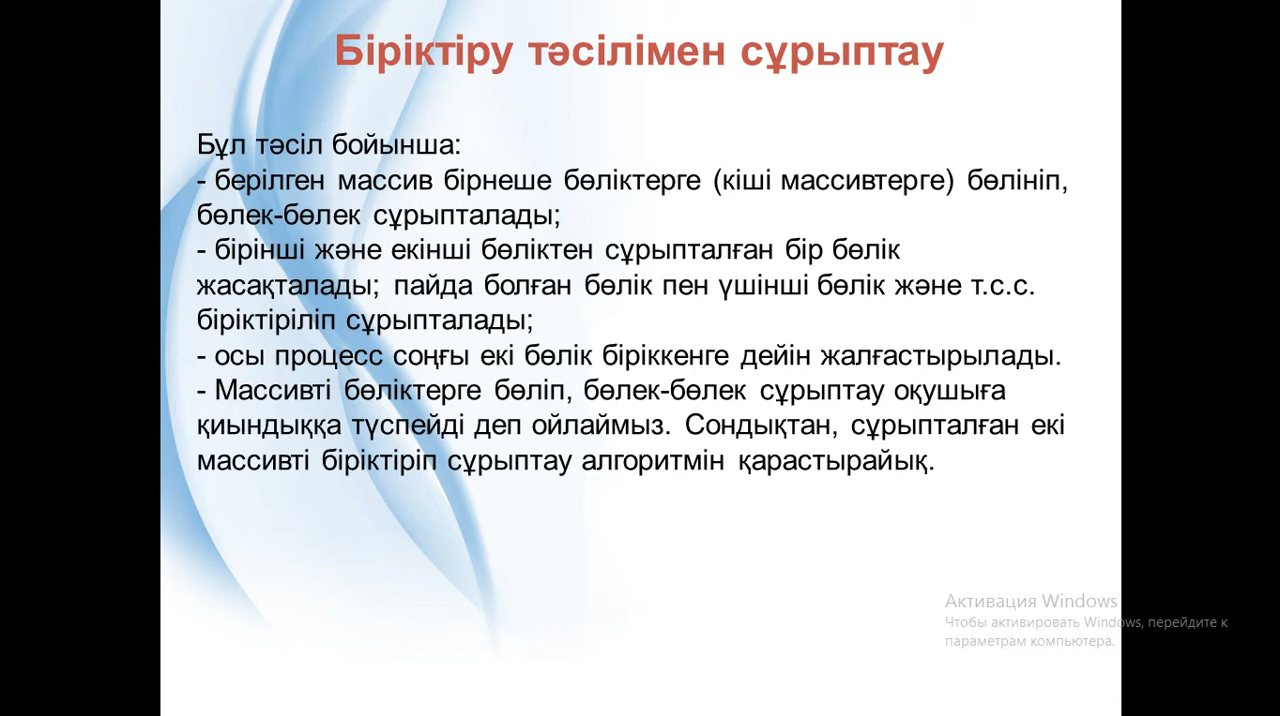 Біріктіру тәсілімен сұрыптау
Бұл тәсіл бойынша:
- берілген массив бірнеше бөліктерге (кіші массивтерге) бөлініп,
бөлек-бөлек сұрыпталады;
- бірінші және екінші бөліктен сұрыпталған бір бөлік
жасақталады; пайда болған бөлік пен үшінші бөлік және т.с.с.
біріктіріліп сұрыпталады;
- осы процесс соңғы екі бөлік біріккенге дейін жалғастырылады.
- Массивті бөліктерге бөліп, бөлек-бөлек сұрыптау оқушыға
қиындыққа түспейді деп ойлаймыз. Сондықтан, сұрыпталған екі
массивті біріктіріп сұрыптау алгоритмін қарастырайық.
Активация Windows
Чтобы активировать Windows, перейдите к
параметрам компьютера.